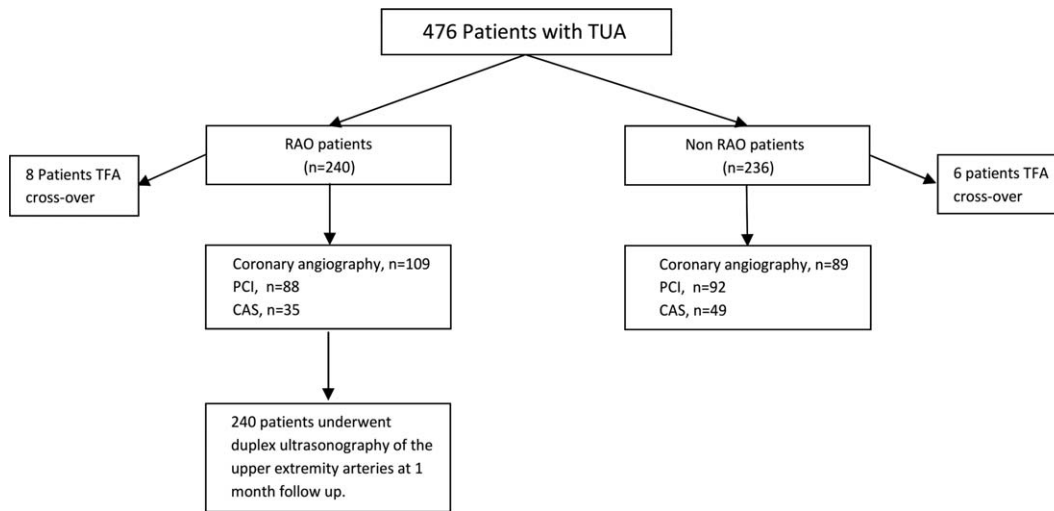 476 Patients with TUA
RAO patients
(n=240)
Non RAO patients
(n=236)
8 Patients TFA
cross-over
6 patients TFA
cross-over
Coronary angiography, n=109
PCI, n=88
CAS, n=35
Coronary angiography, n=89
PCI, n=92
CAS, n=49
240 patients underwent
duplex ultrasonography of the
upper extremity arteries at 1
month follow up.